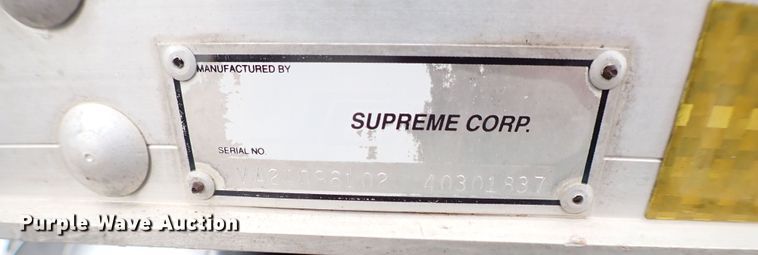 MANUFACTURED BY
SUPREME CORP.
SERIAL NO.
40301837
Purple Wave Auction